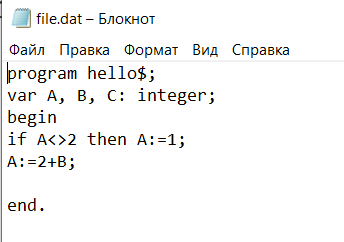 file.dat – Блокнот
Файл Правка Формат Вид Справка
program hello$;
var A, B, C: integer;
begin
if A<>2 then A:=1;
A:=2+B;
end.